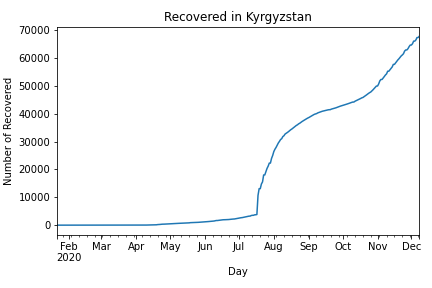 Recovered in Kyrgyzstan
Number of Recovered
70000
60000
50000
40000
30000
20000
10000
0
Feb Mar Apr May Jun Jul Aug Sep Oct Nov Dec
2020
Day